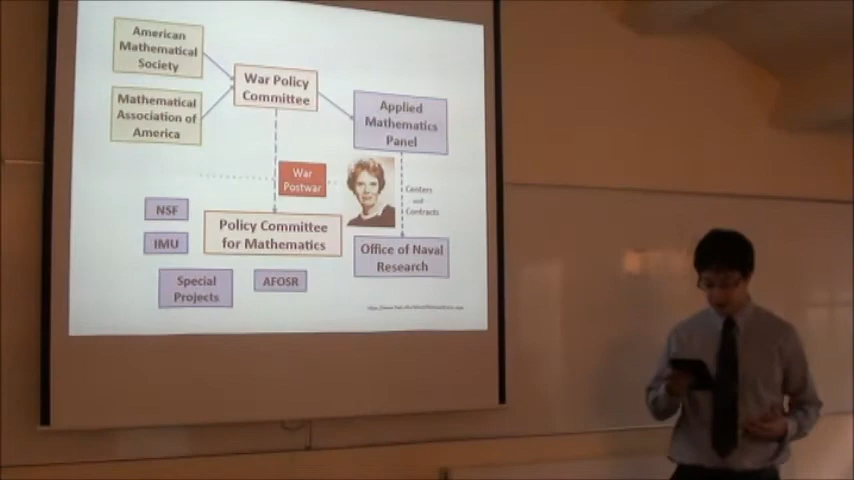 American
Mathematical
Society
War Policy
Committee
Mathematical
Association of
America
Applied
Mathematics
Panel
War
Postwar
Centers
and
Contracts
NSF
Policy Committee
for Mathematics
IMU
Office of Naval
Research
Special
Projects
AFOSR